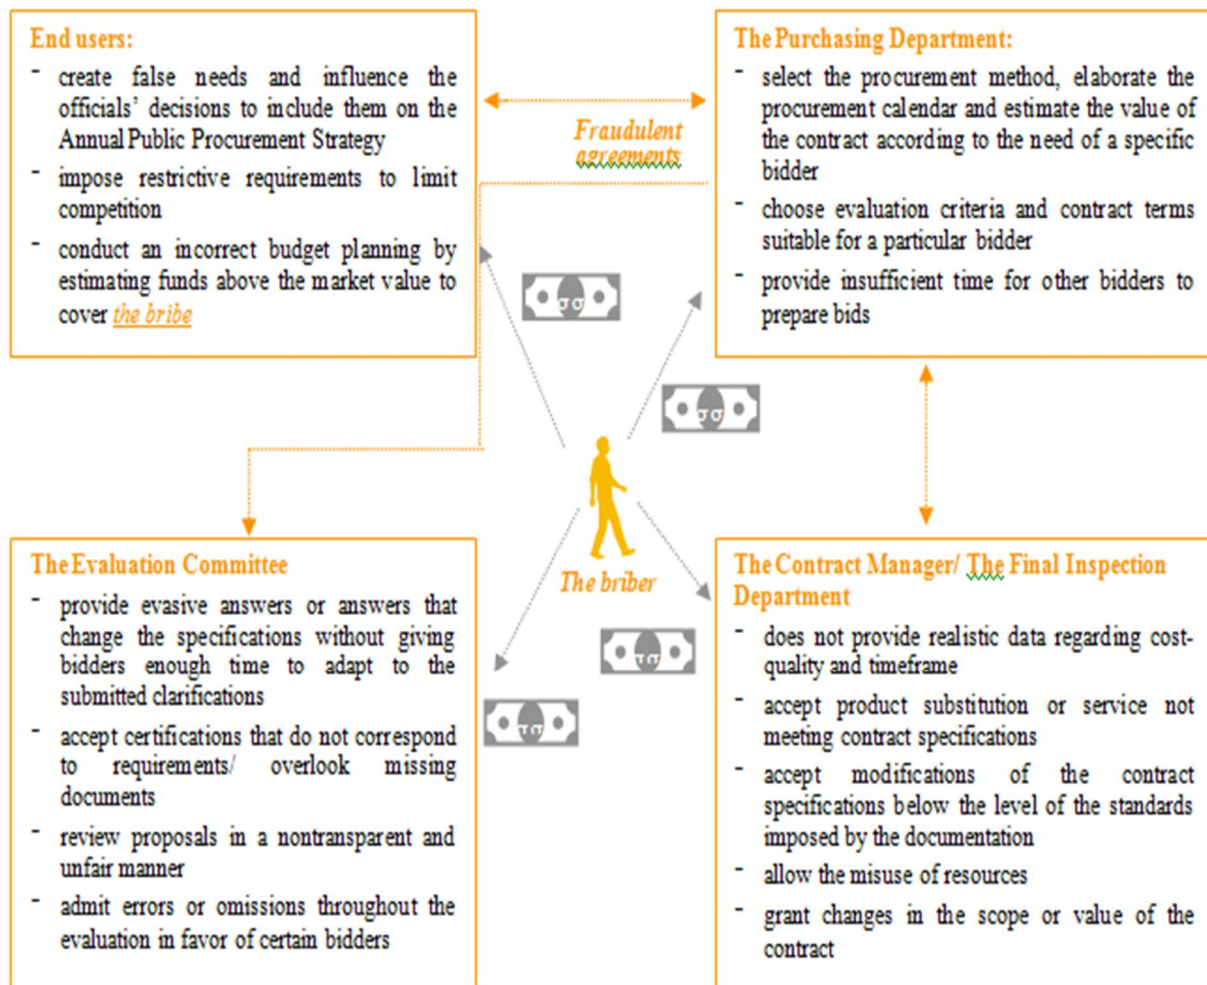 End users:
- create false needs and influence the
officials' decisions to include them on the
Annual Public Procurement Strategy
- impose restrictive requirements to limit
competition
- conduct an incorrect budget planning by
estimating funds above the market value to
cover the bribe
Fraudulent
agreements
The Purchasing Department:
- select the procurement method, elaborate the
procurement calendar and estimate the value of
the contract according to the need of a specific
bidder
- choose evaluation criteria and contract terms
suitable for a particular bidder
- provide insufficient time for other bidders to
prepare bids
The briber
The Evaluation Committee
- provide evasive answers or answers that
change the specifications without giving
bidders enough time to adapt to the
submitted clarifications
- accept certifications that do not correspond
to requirements/ overlook missing
documents
- review proposals in a nontransparent and
unfair manner
- admit errors or omissions throughout the
evaluation in favor of certain bidders
The Contract Manager/ The Final Inspection
Department
- does not provide realistic data regarding cost-
quality and timeframe
- accept product substitution or service not
meeting contract specifications
- accept modifications of the contract
specifications below the level of the standards
imposed by the documentation
- allow the misuse of resources
- grant changes in the scope or value of the
contract